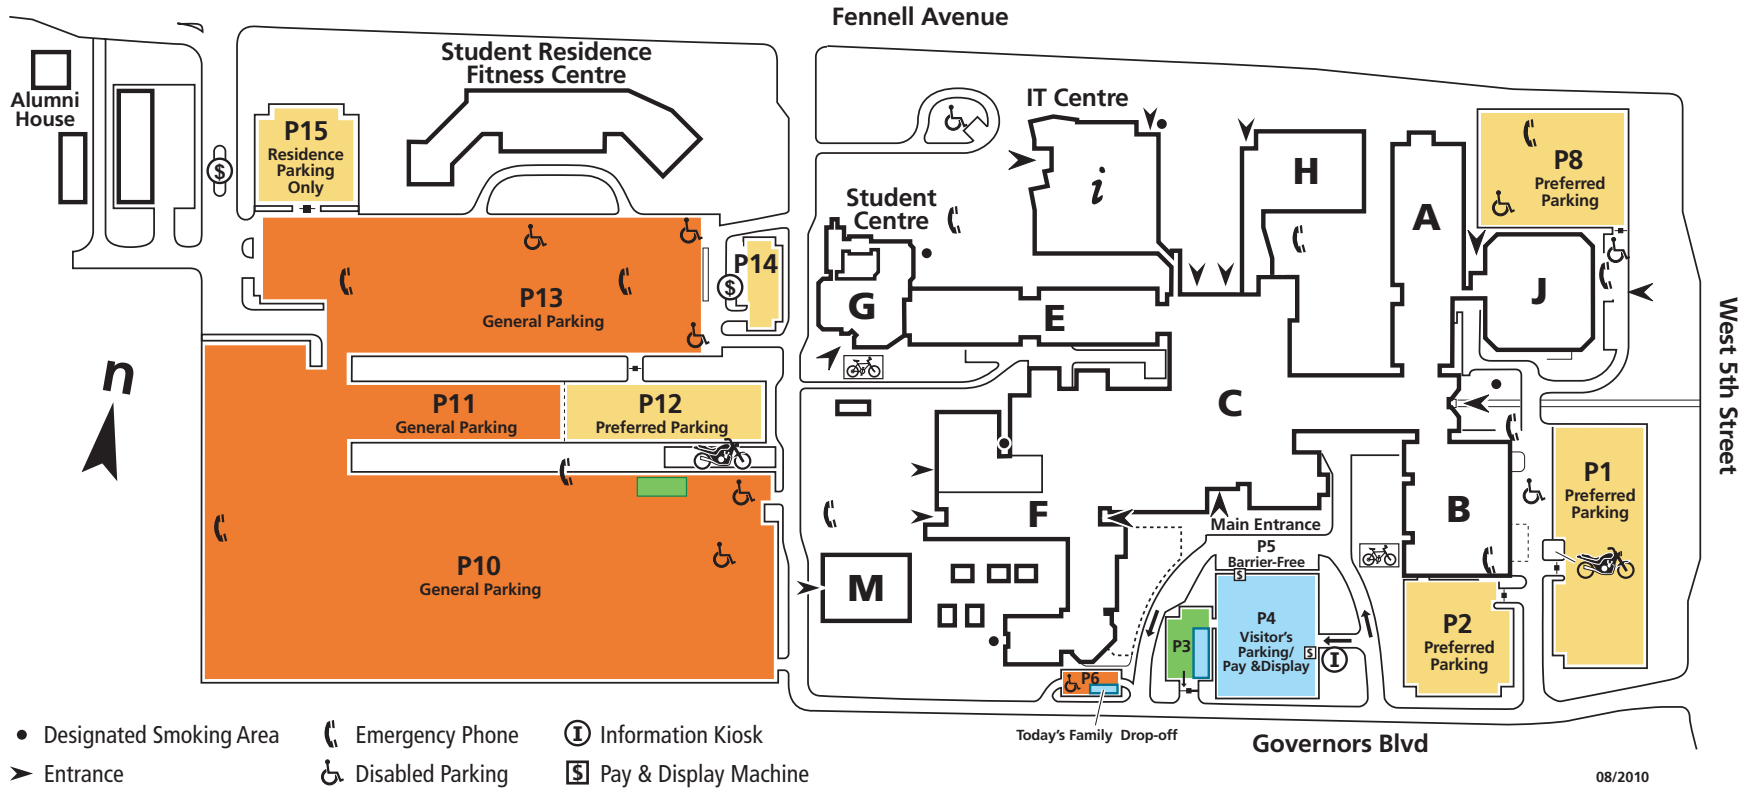 Fennell Avenue
Student Residence
Fitness Centre
Alumni
House
P15
Residence
Parking
Only
$
IT Centre
i
H
A
P8
Preferred
Parking
Student
Centre
P14
$
P13
General Parking
G
E
J
West 5th Street
n
P11
General Parking
P12
Preferred Parking
C
P1
Preferred
Parking
F
B
Main Entrance
P5
Barrier-Free
$
P10
General Parking
M
P4
Visitor's
Parking/
Pay &Display
$
I
P3
P2
Preferred
Parking
P6
Today's Family Drop-off
Governors Blvd
Designated Smoking Area
Emergency Phone
I Information Kiosk
Entrance
Disabled Parking
$ Pay & Display Machine
08/2010